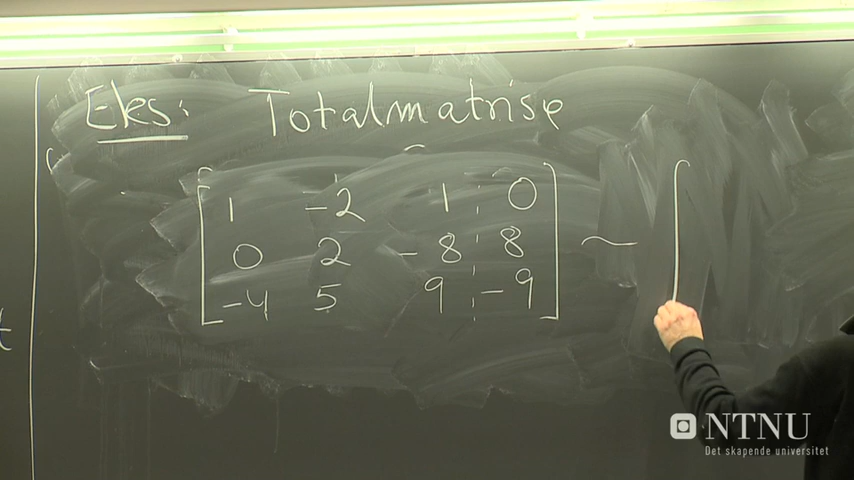 Eks: Totalmatrise
1 -2 1 0
0 2 -8 8 ~
-4 5 9 -9
NTNU
Det skapende universitet